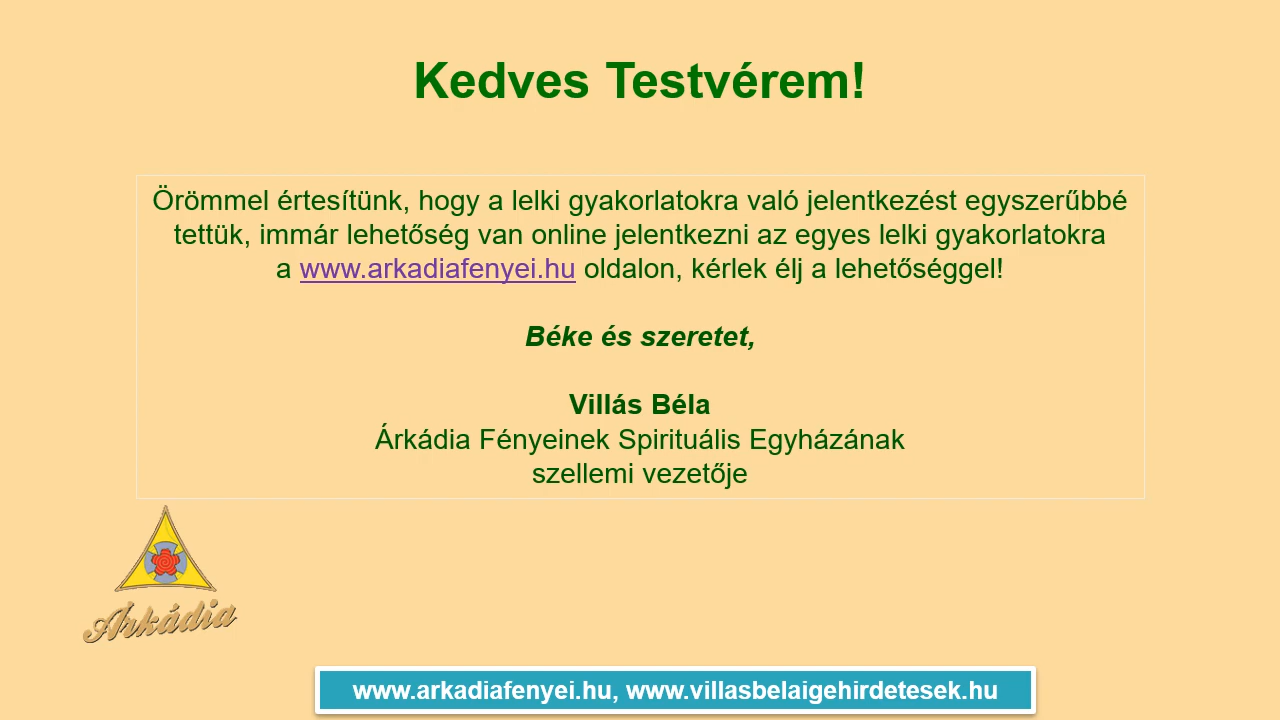 Kedves Testvérem!
Örömmel értesítünk, hogy a lelki gyakorlatokra való jelentkezést egyszerűbbé
tettük, immár lehetőség van online jelentkezni az egyes lelki gyakorlatokra
a www.arkadiafenyei.hu oldalon, kérlek élj a lehetőséggel!
Béke és szeretet,
Villás Béla
Árkádia Fényeinek Spirituális Egyházának
szellemi vezetője
Árkádia
www.arkadiafenyei.hu, www.villasbelaigehirdetesek.hu